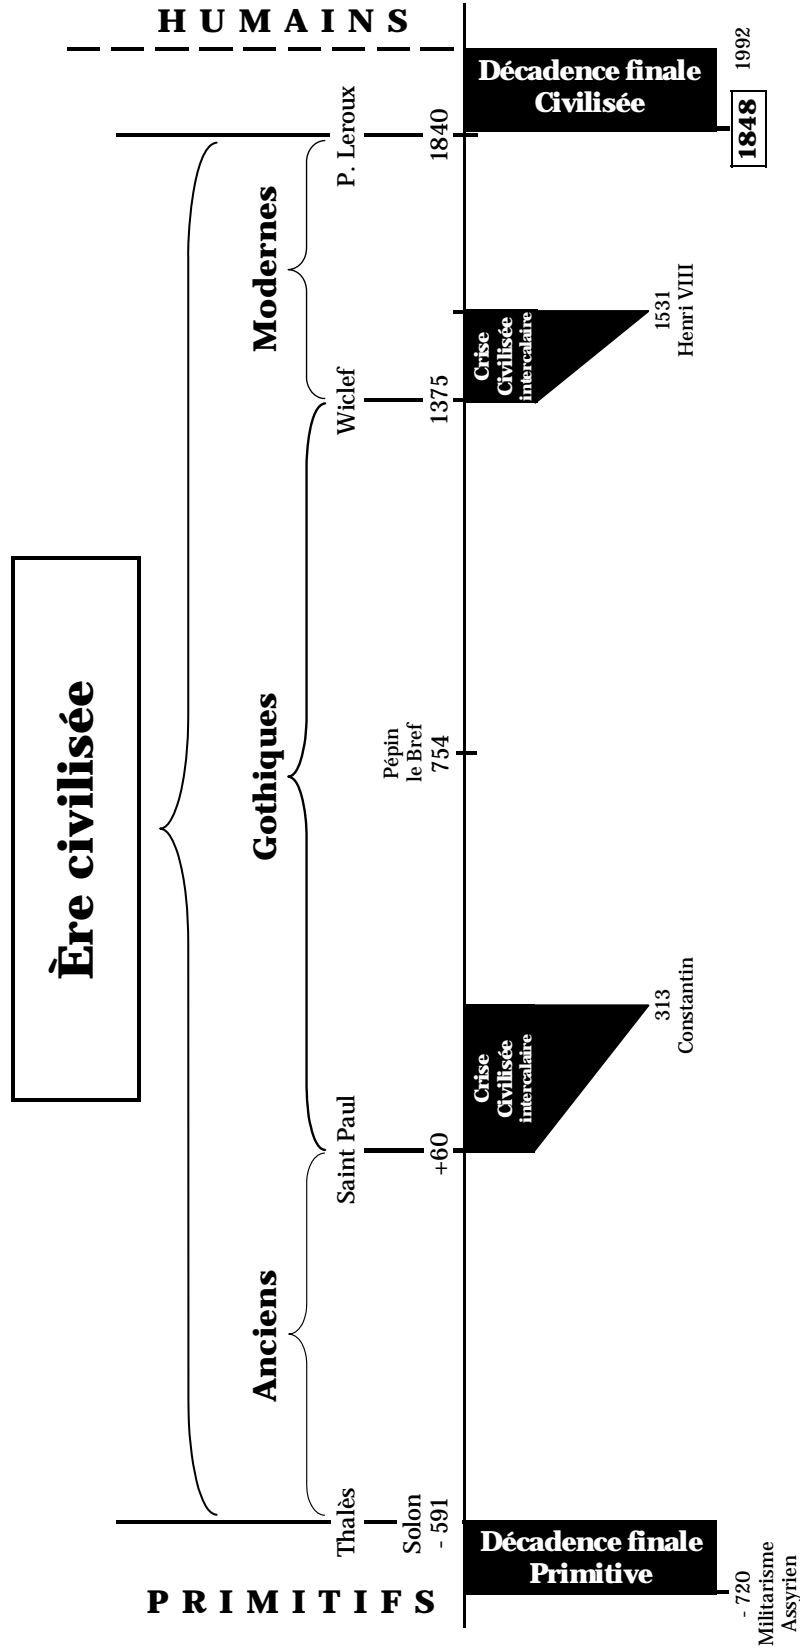 Ère civilisée
PRIMITIFS
HUMAINS
Anciens
Gothiques
Modernes
Thalès
Solon
- 591
Saint Paul
+60
Pépin
le Bref
754
Wiclef
1375
P. Leroux
1840
Décadence finale
Primitive
- 720
Militarisme
Assyrien
Crise
Civilisée
intercalaire
313
Constantin
Crise
Civilisée
intercalaire
1531
Henri VIII
Décadence finale
Civilisée
1848
1992